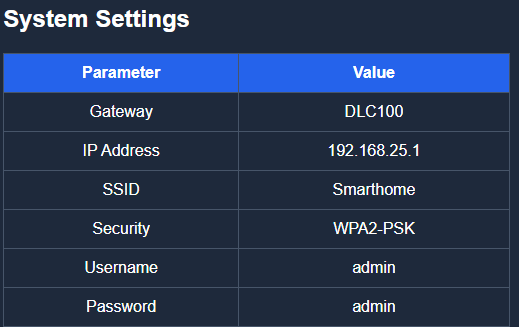 System Settings
Parameter Value
Gateway DLC100
IP Address 192.168.25.1
SSID Smarthome
Security WPA2-PSK
Username admin
Password admin